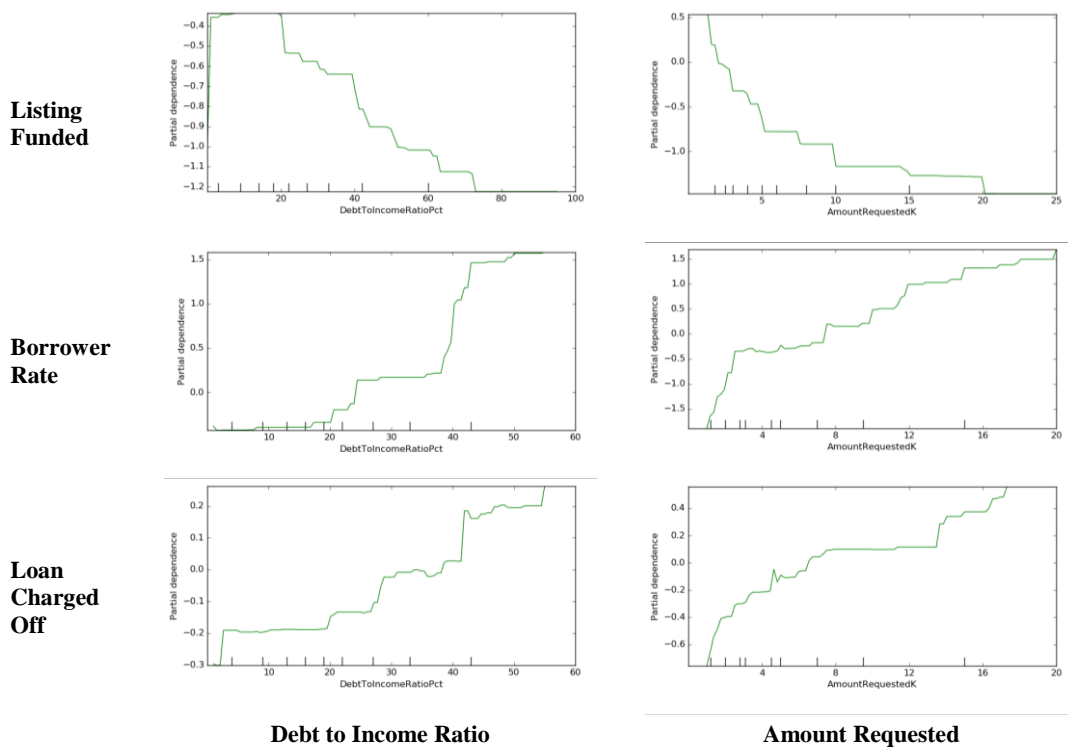 Listing
Funded
Partial dependence
−0.4
−0.5
−0.6
−0.7
−0.8
−0.9
−1.0
−1.1
−1.2
20 40 60 80 100
DebtToIncomeRatioPct
Partial dependence
0.5
0.0
−0.5
−1.0
5 10 15 20 25
AmountRequestedK
Borrower
Rate
Partial dependence
1.5
1.0
0.5
0.0
10 20 30 40 50 60
DebtToIncomeRatioPct
Partial dependence
1.5
1.0
0.5
0.0
−0.5
−1.0
−1.5
4 8 12 16 20
AmountRequestedK
Loan
Charged
Off
Partial dependence
0.2
0.1
0.0
−0.1
−0.2
−0.3
10 20 30 40 50 60
DebtToIncomeRatioPct
Partial dependence
0.4
0.2
0.0
−0.2
−0.4
−0.6
4 8 12 16 20
AmountRequestedK
Debt to Income Ratio
Amount Requested